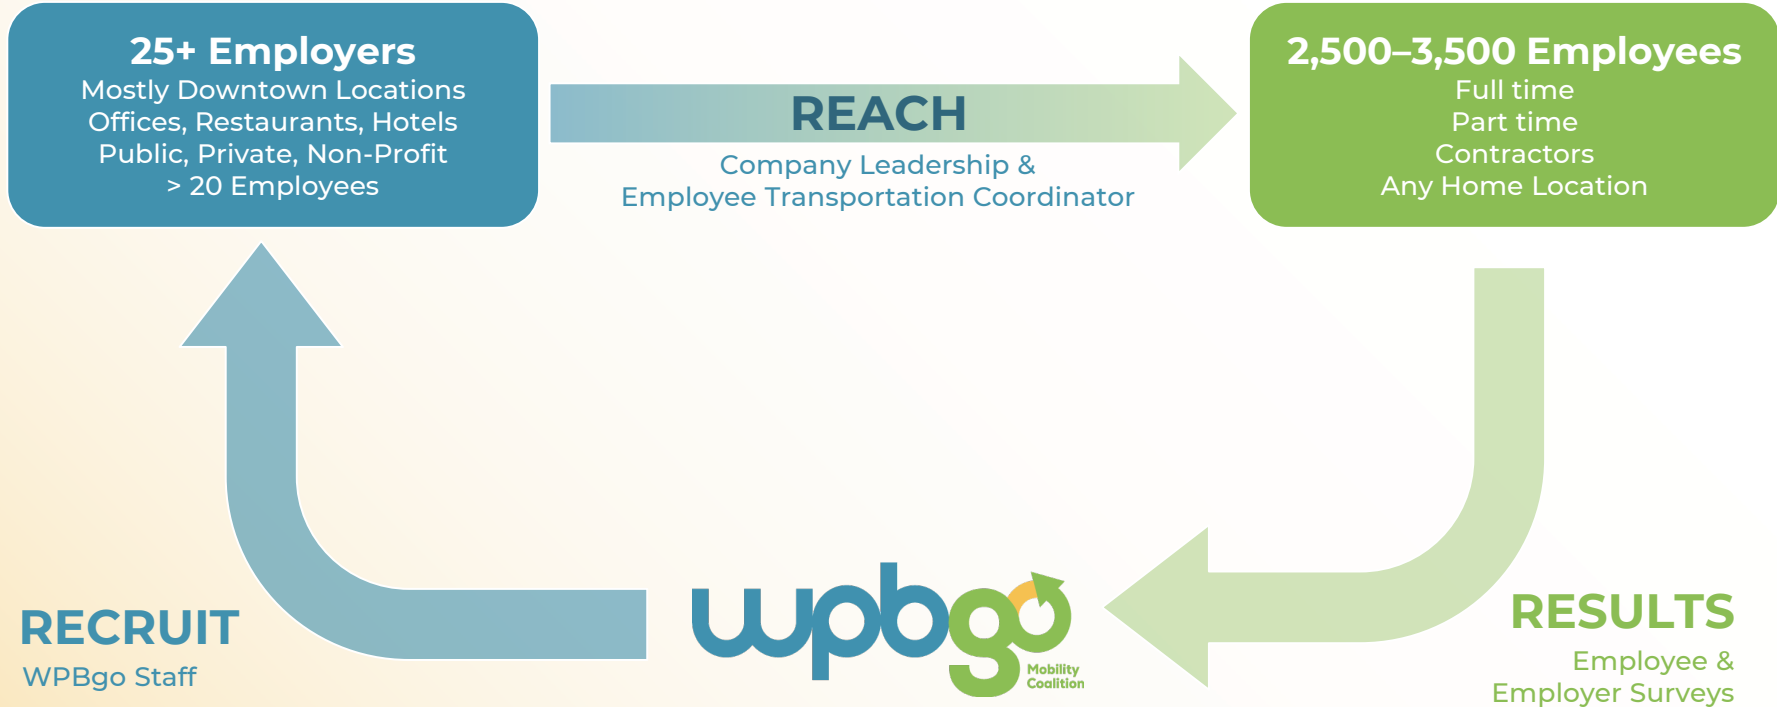 25+ Employers
Mostly Downtown Locations
Offices, Restaurants, Hotels
Public, Private, Non-Profit
> 20 Employees
REACH
Company Leadership &
Employee Transportation Coordinator
2,500–3,500 Employees
Full time
Part time
Contractors
Any Home Location
RECRUIT
WPBgo Staff
wpbgo
Mobility
Coalition
RESULTS
Employee &
Employer Surveys